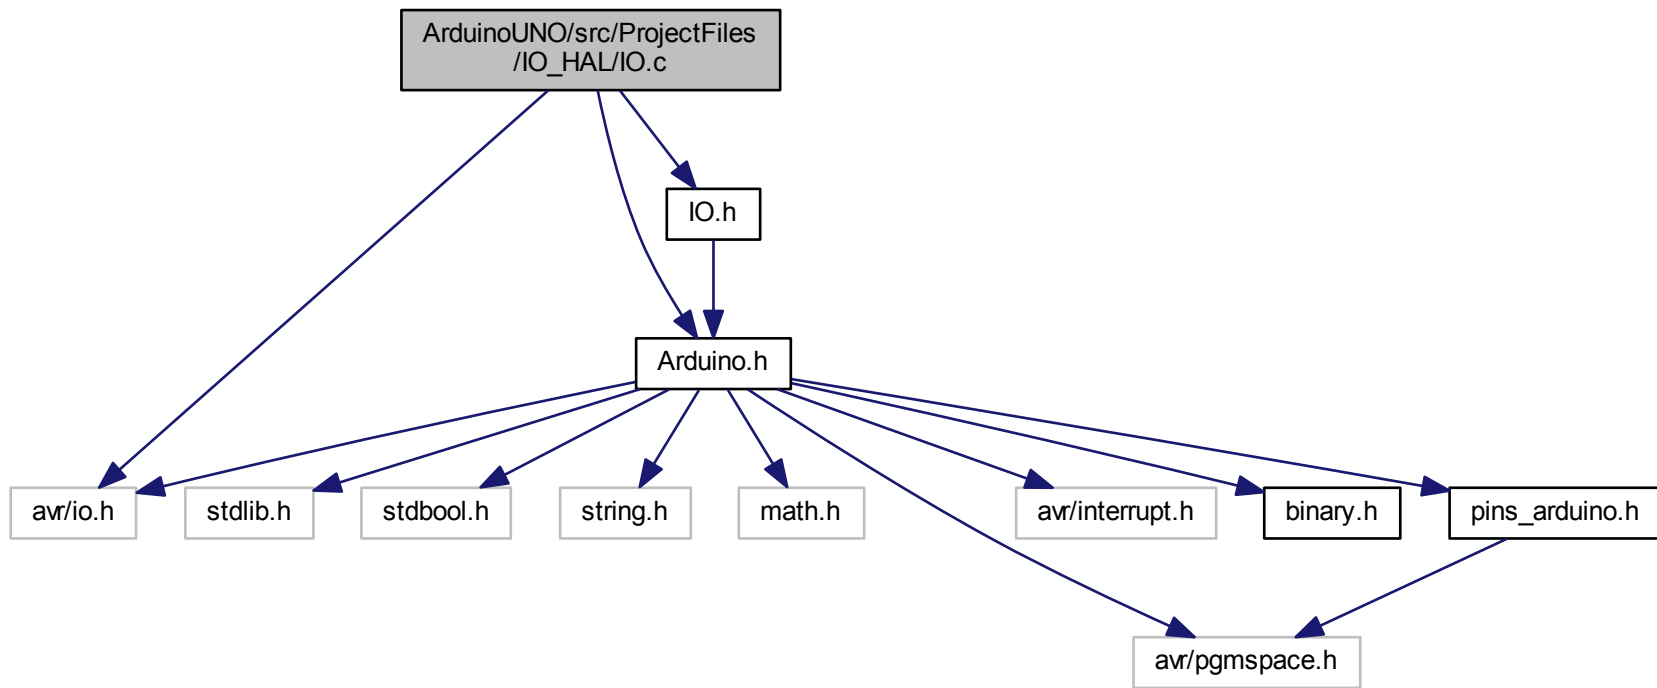 ArduinoUNO/src/ProjectFiles
/IO_HAL/IO.c
IO.h
Arduino.h
avr/io.h
stdlib.h
stdbool.h
string.h
math.h
avr/interrupt.h
binary.h
pins_arduino.h
avr/pgmspace.h